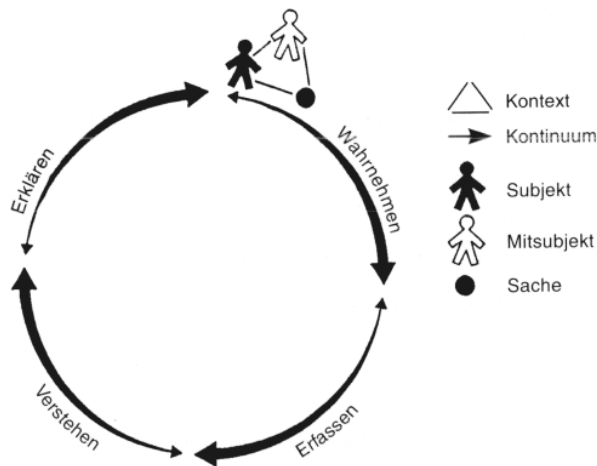 Wahrnehmen
Erfassen
Verstehen
Erklären
Kontext
Kontinuum
Subjekt
Mitsubjekt
Sache